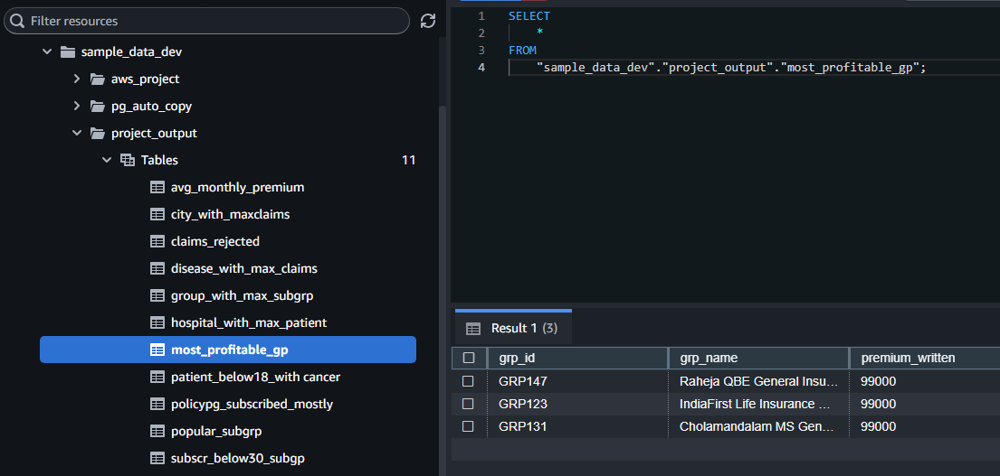 Filter resources
sample_data_dev
aws_project
pg_auto_copy
project_output
Tables 11
avg_monthly_premium
city_with_maxclaims
claims_rejected
disease_with_max_claims
group_with_max_subgrp
hospital_with_max_patient
most_profitable_gp
patient_below18_with cancer
policypg_subscribed_mostly
popular_subgrp
subscr_below30_subgp
1 SELECT
2 *
3 FROM
4 "sample_data_dev"."project_output"."most_profitable_gp";
Result 1 (3)
grp_id grp_name premium_written
GRP147 Raheja QBE General Insu... 99000
GRP123 IndiaFirst Life Insurance ... 99000
GRP131 Cholamandalam MS Gen... 99000